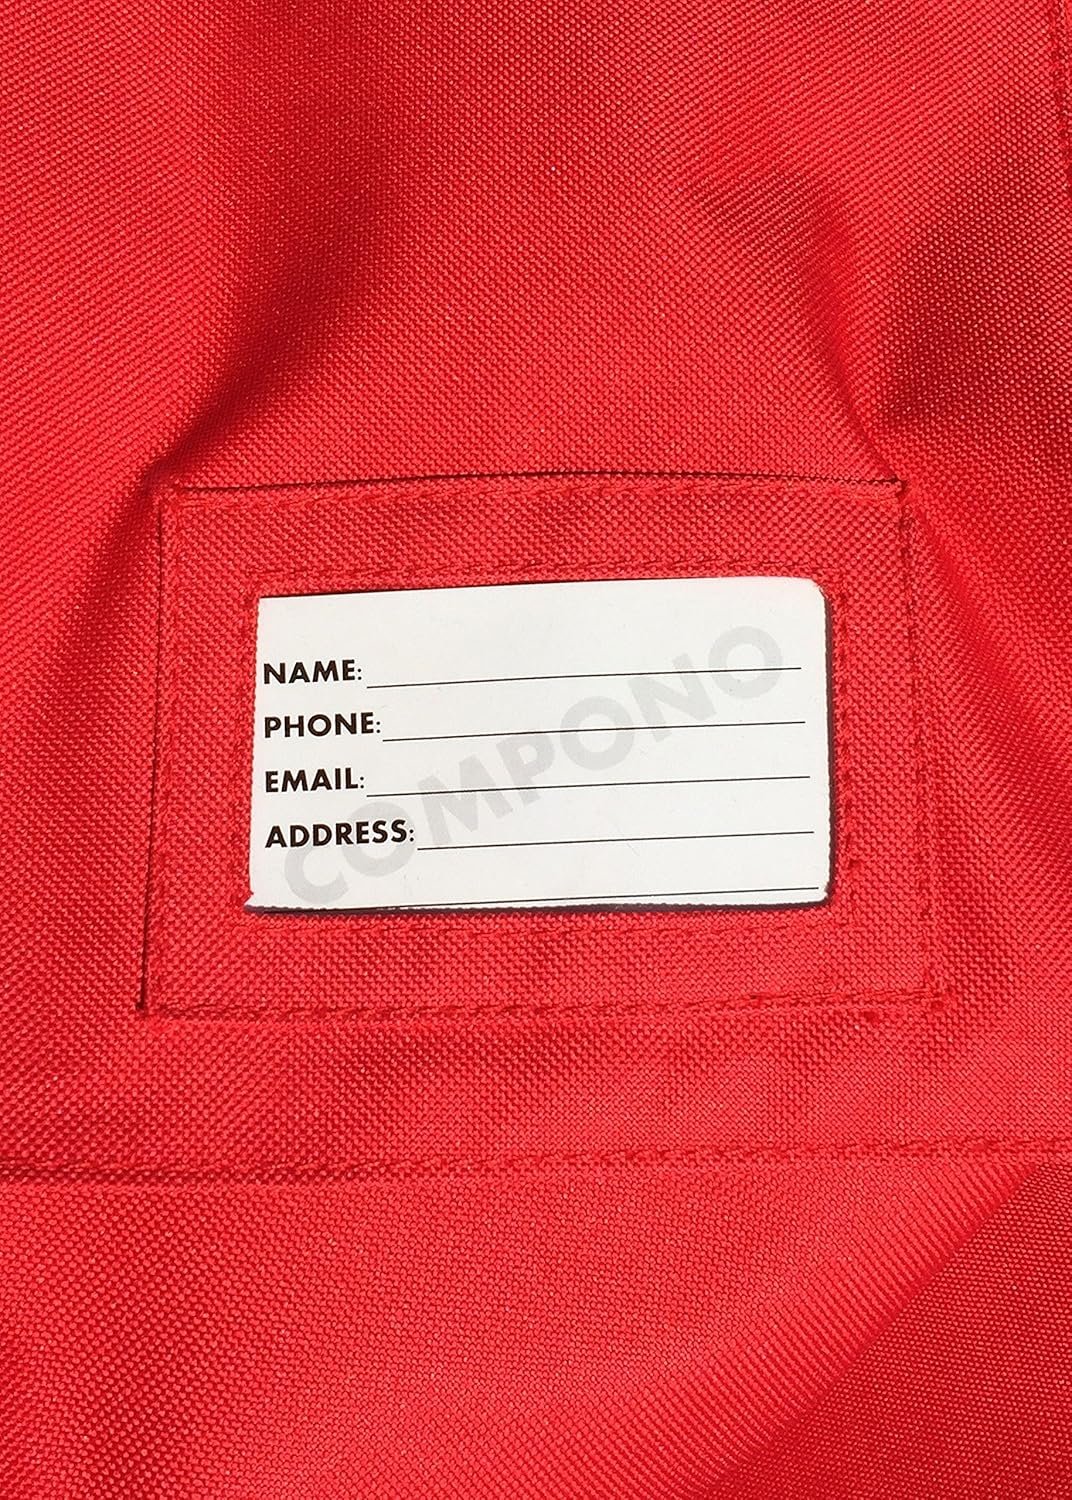 NAME:
PHONE:
EMAIL:
ADDRESS:
COMPONO